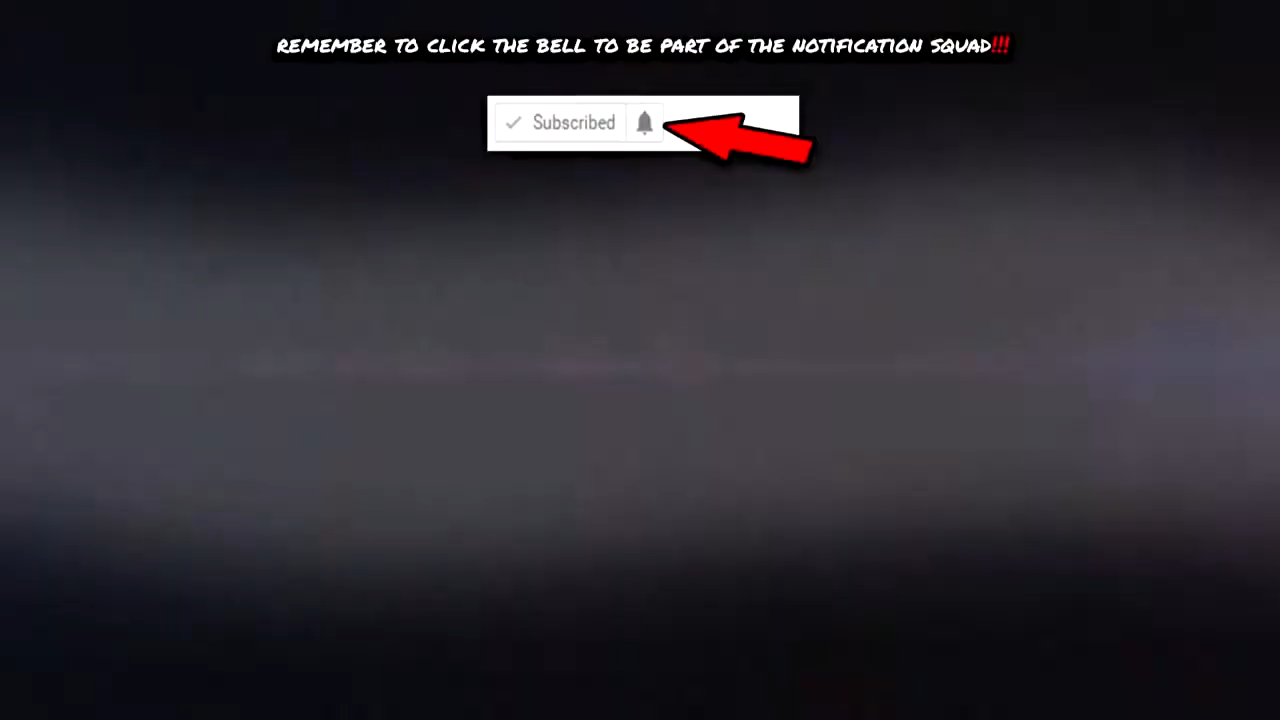 REMEMBER TO CLICK THE BELL TO BE PART OF THE NOTIFICATION SQUAD!!!
Subscribed